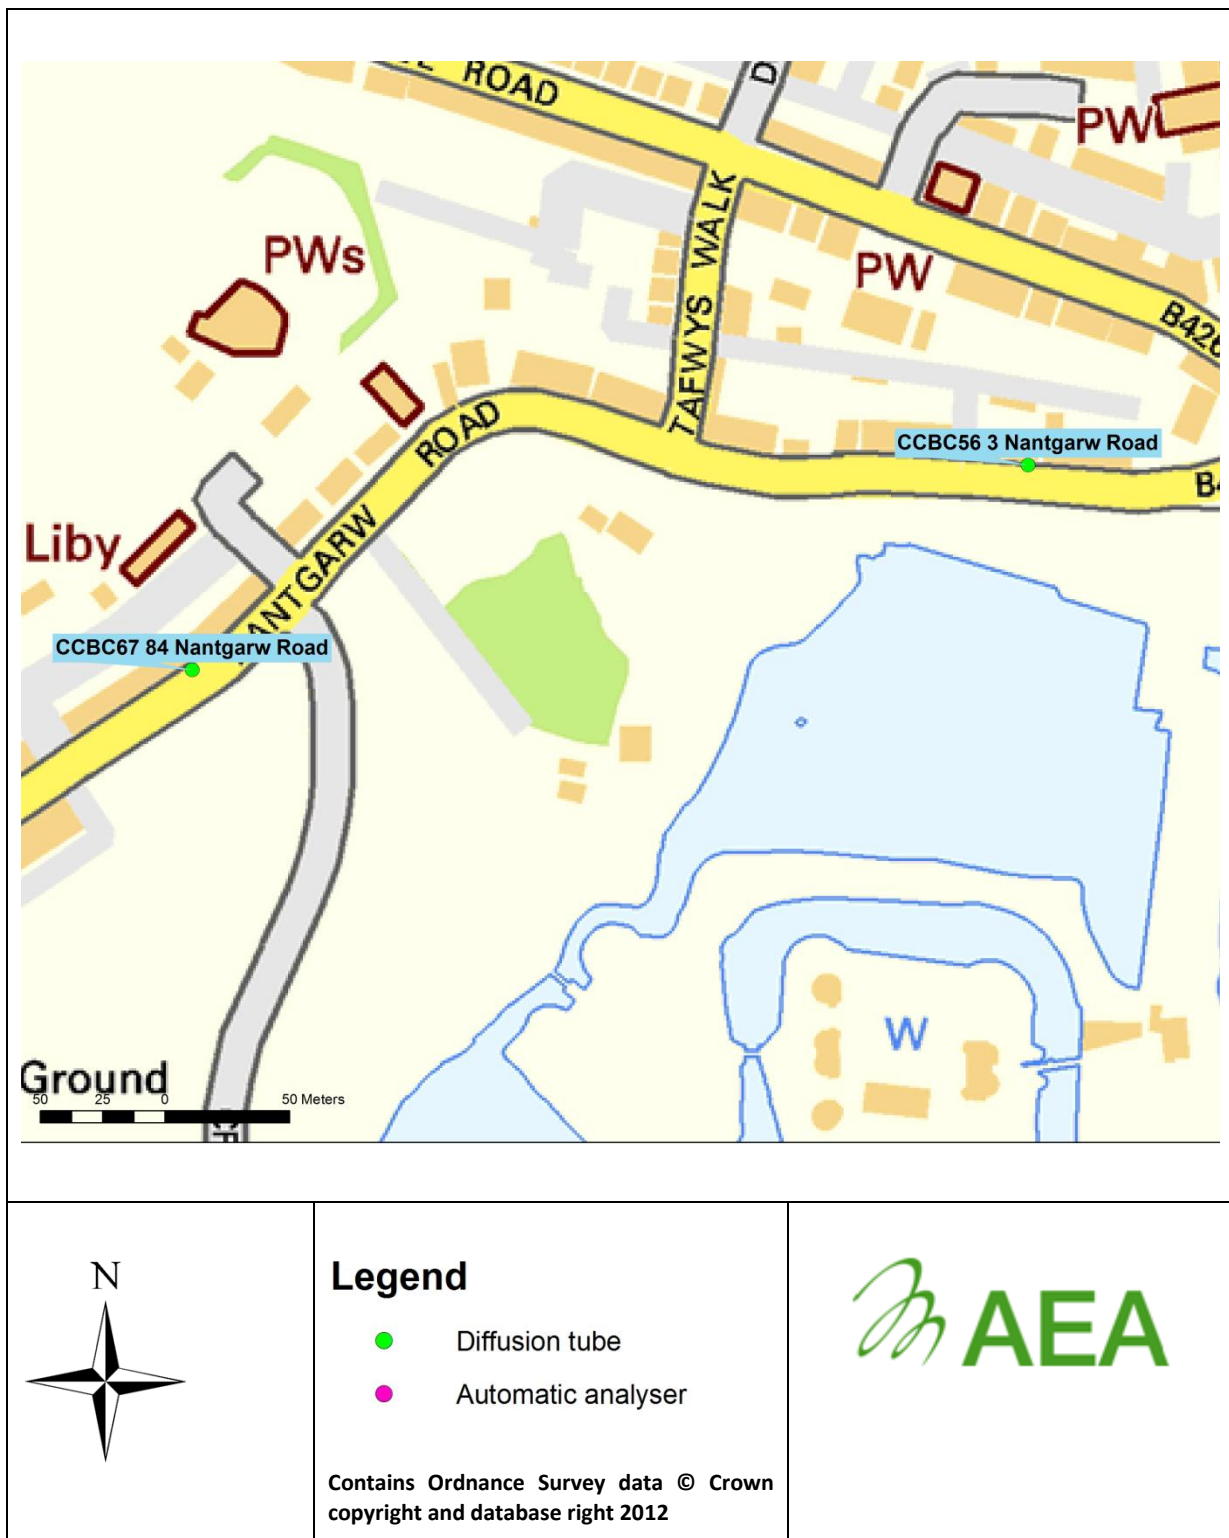 ROAD
D
PW
PWs
TAFWYS WALK
PW
B426
CCBC56 3 Nantgarw Road
ROAD
B4
Liby
NANTGARW
CCBC67 84 Nantgarw Road
W
Ground
50 25 0 50 Meters
N
Legend
Diffusion tube
Automatic analyser
Contains Ordnance Survey data © Crown
copyright and database right 2012
AEA